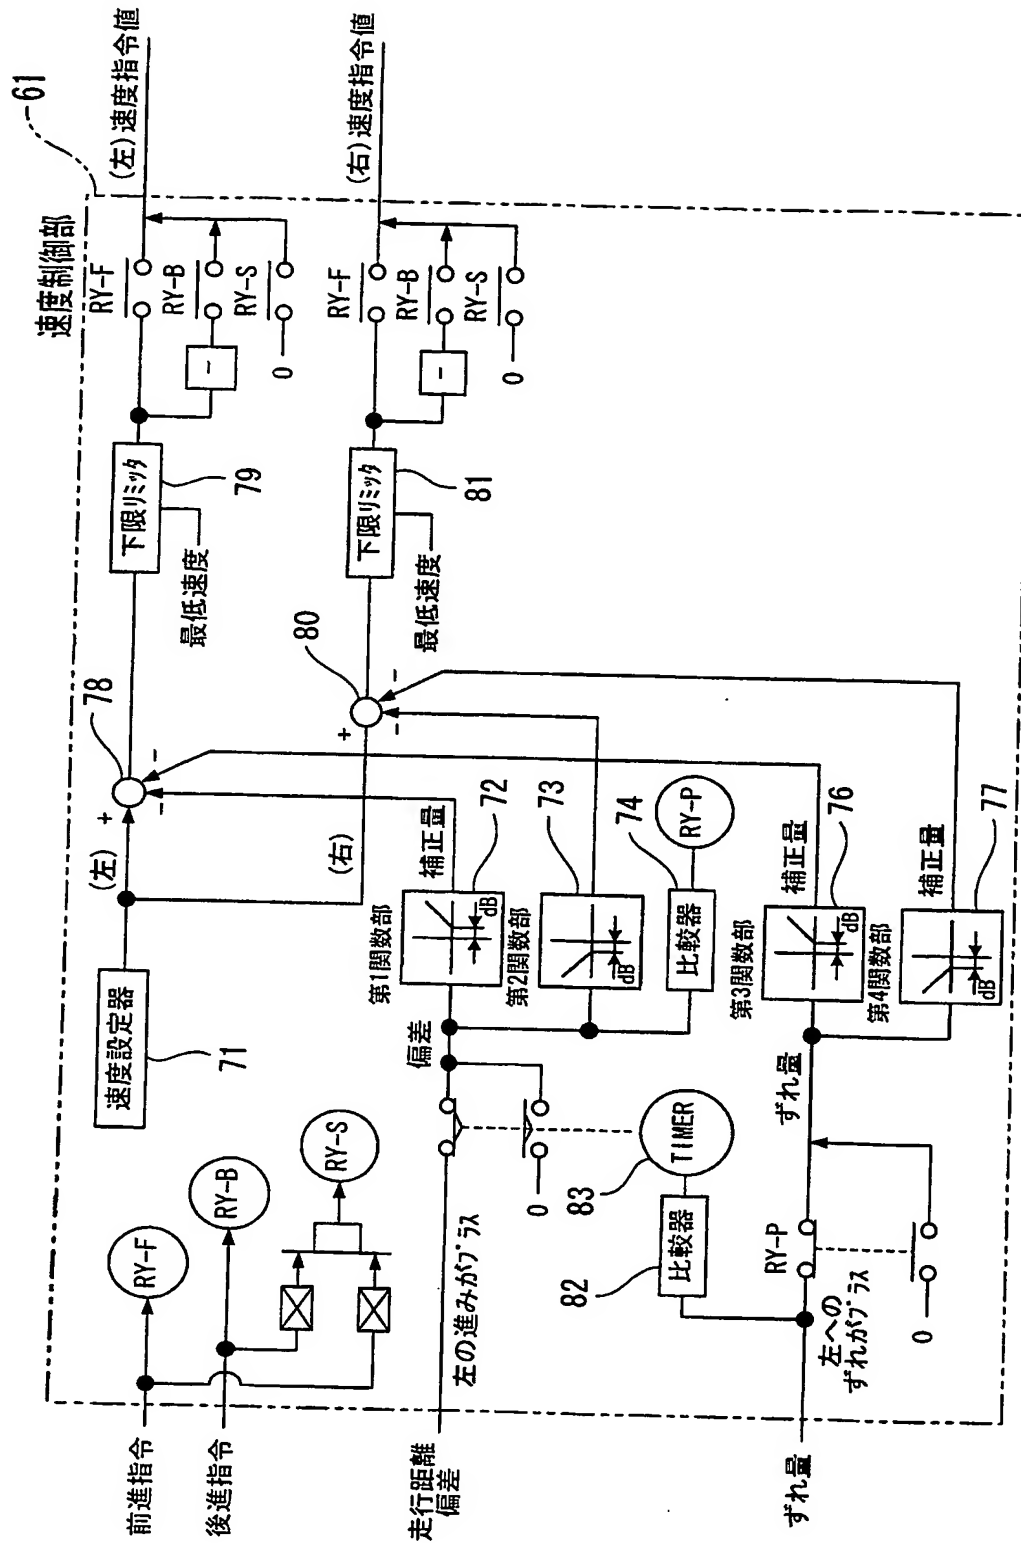 速度制御部
61
前進指令
後進指令
RY-F
RY-B
RY-S
速度設定器
71
(左)
(右)
+
-
-
78
下限リミッタ
79
最低速度
RY-F
RY-B
RY-S
-
0
(左)速度指令値
+
-
-
80
下限リミッタ
81
最低速度
RY-F
RY-B
RY-S
-
0
(右)速度指令値
走行距離
偏差
左の進みがプラス
0
偏差
第1関数部
dB
補正量
72
第2関数部
dB
73
比較器
74
RY-P
82
比較器
83
TIMER
ずれ量
左への
ずれがプラス
RY-P
0
ずれ量
第3関数部
dB
補正量
76
第4関数部
dB
補正量
77